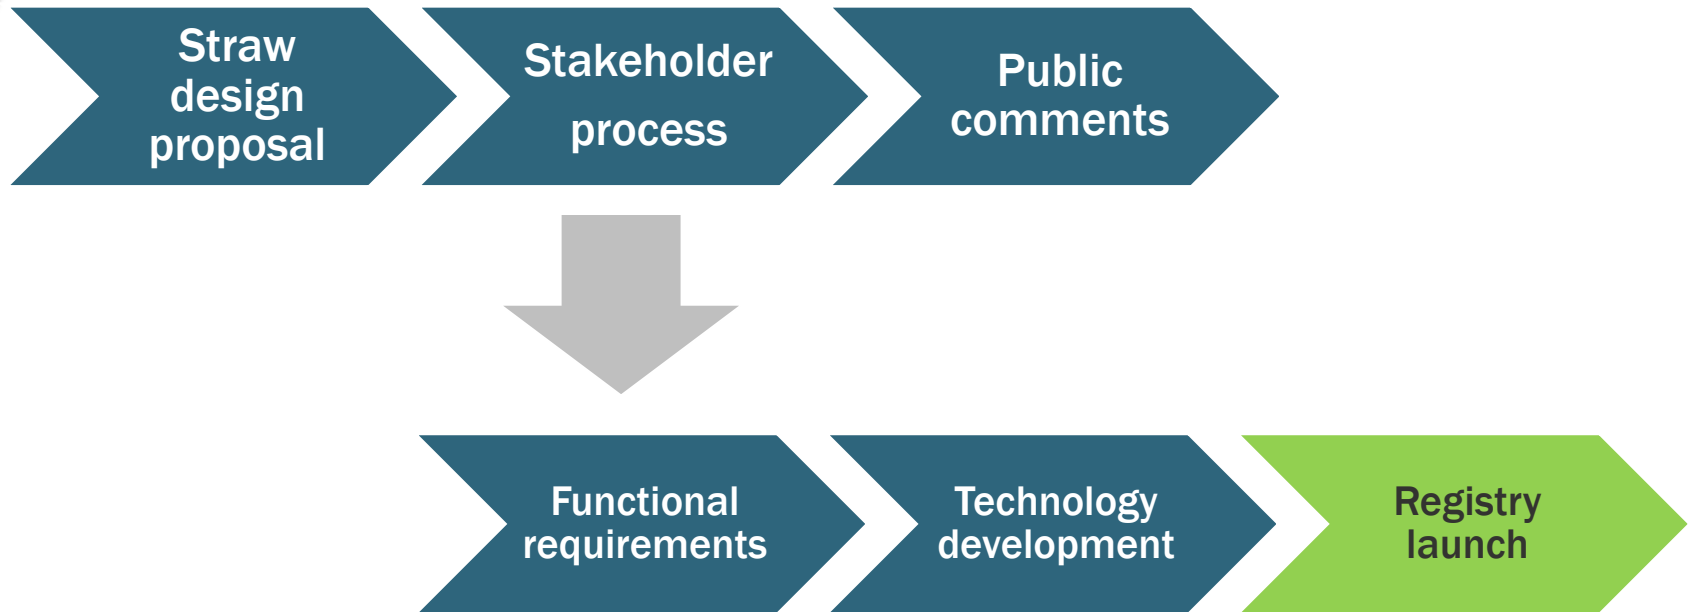 Straw
design
proposal
Stakeholder
process
Public
comments
Functional
requirements
Technology
development
Registry
launch